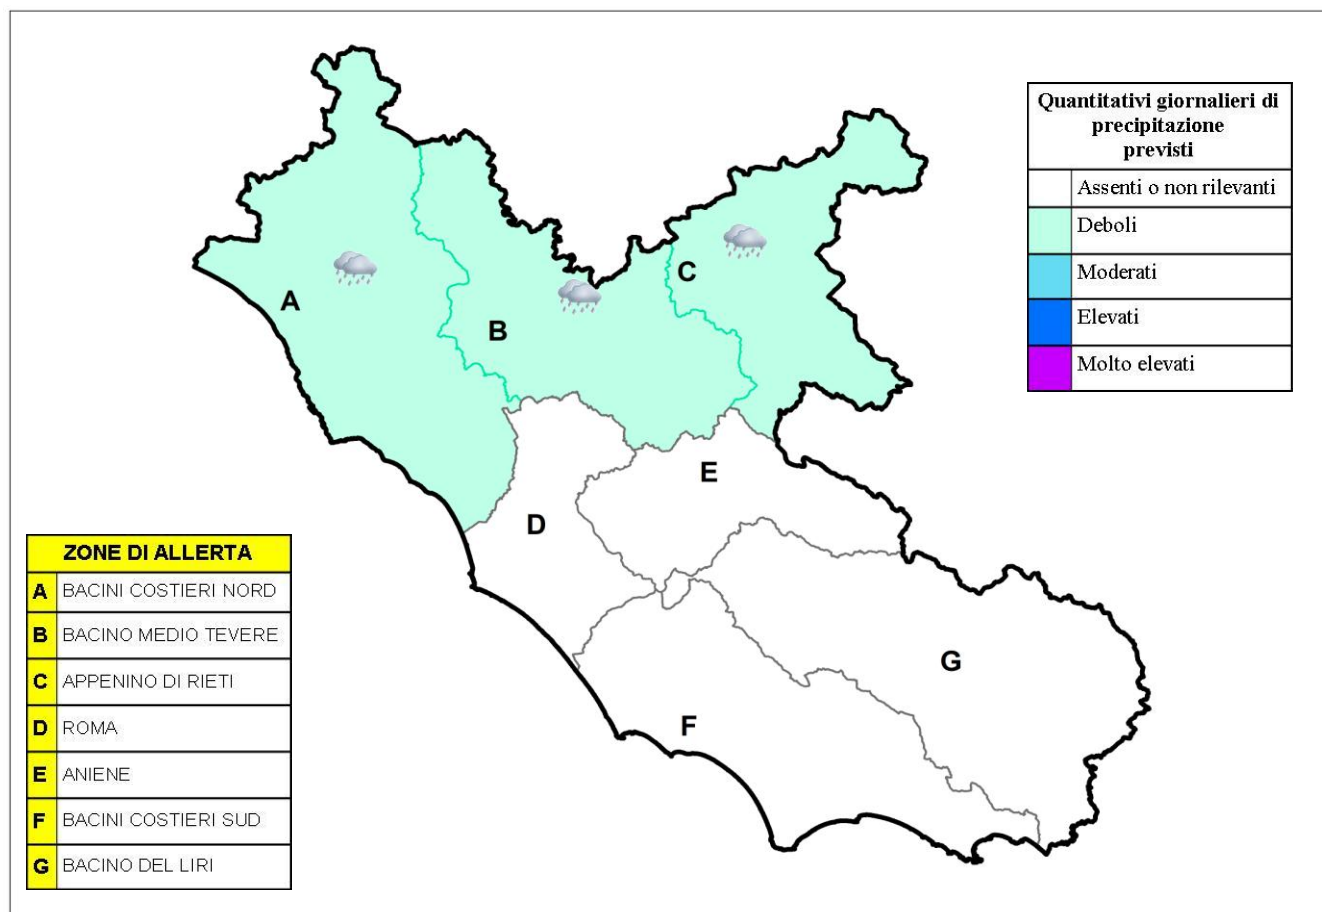 Quantitativi giornalieri di
precipitazione
previsti
Assenti o non rilevanti
Deboli
Moderati
Elevati
Molto elevati
A
B
C
D
E
F
G
ZONE DI ALLERTA
A BACINI COSTIERI NORD
B BACINO MEDIO TEVERE
C APPENINO DI RIETI
D ROMA
E ANIENE
F BACINI COSTIERI SUD
G BACINO DEL LIRI